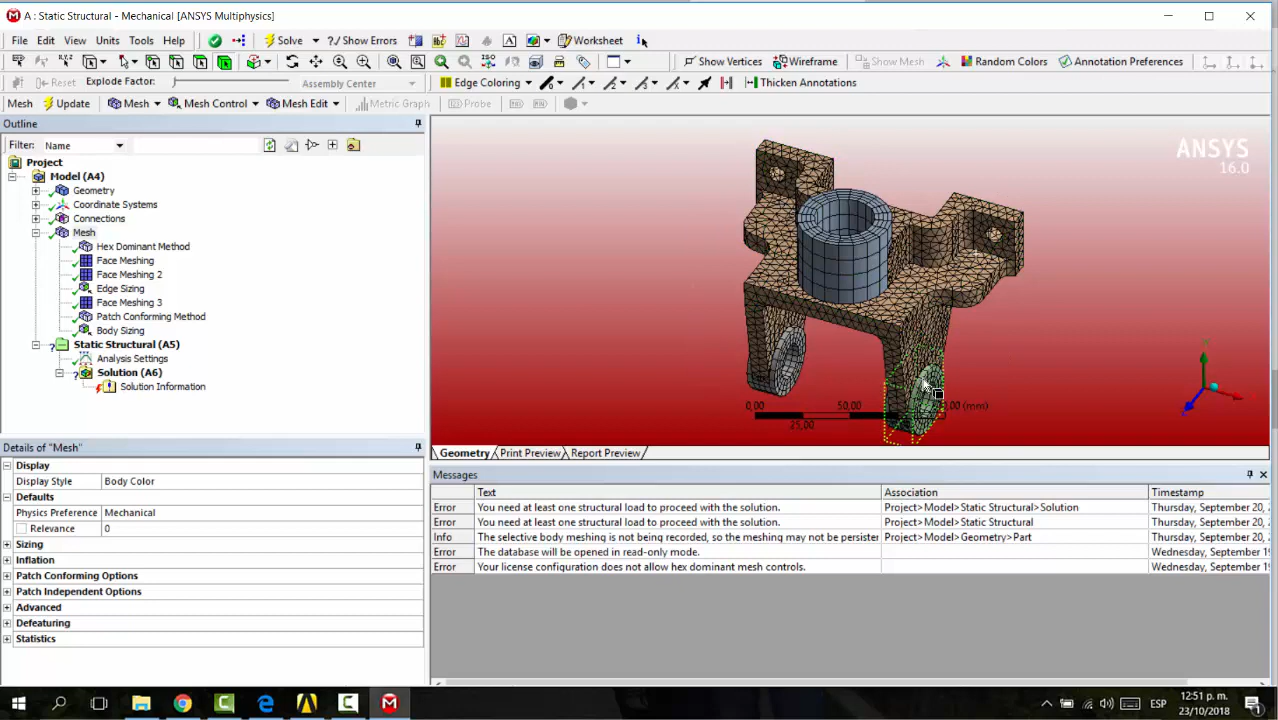 A : Static Structural - Mechanical [ANSYS Multiphysics]
File Edit View Units Tools Help Solve ?/ Show Errors Worksheet
Show Vertices Wireframe Show Mesh Random Colors Annotation Preferences
Reset Explode Factor: Assembly Center Edge Coloring Thicken Annotations
Mesh Update Mesh Mesh Control Mesh Edit Metric Graph Probe
Outline
Filter: Name
Project
Model (A4)
Geometry
Coordinate Systems
Connections
Mesh
Hex Dominant Method
Face Meshing
Face Meshing 2
Edge Sizing
Face Meshing 3
Patch Conforming Method
Body Sizing
Static Structural (A5)
Analysis Settings
Solution (A6)
Solution Information
ANSYS
16.0
0,00 50,00 (mm)
25,00
Details of "Mesh"
Display
Display Style Body Color
Defaults
Physics Preference Mechanical
Relevance 0
Sizing
Inflation
Patch Conforming Options
Patch Independent Options
Advanced
Defeaturing
Statistics
Geometry Print Preview Report Preview
Messages
Text Association Timestamp
Error You need at least one structural load to proceed with the solution. Project>Model>Static Structural>Solution Thursday, September 20,
Error You need at least one structural load to proceed with the solution. Project>Model>Static Structural Thursday, September 20,
Info The selective body meshing is not being recorded, so the meshing may not be persister Project>Model>Geometry>Part Thursday, September 20,
Error The database will be opened in read-only mode. Wednesday, September 19
Error Your license configuration does not allow hex dominant mesh controls. Wednesday, September 19
ESP
12:51 p. m.
23/10/2018